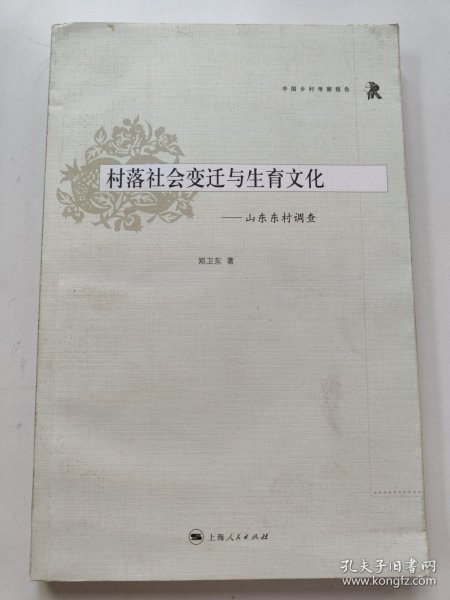 中国乡村考察报告
村落社会变迁与生育文化
——山东东村调查
郑卫东 著
上海人民出版社
孔夫子旧书网
www.kongfz.com